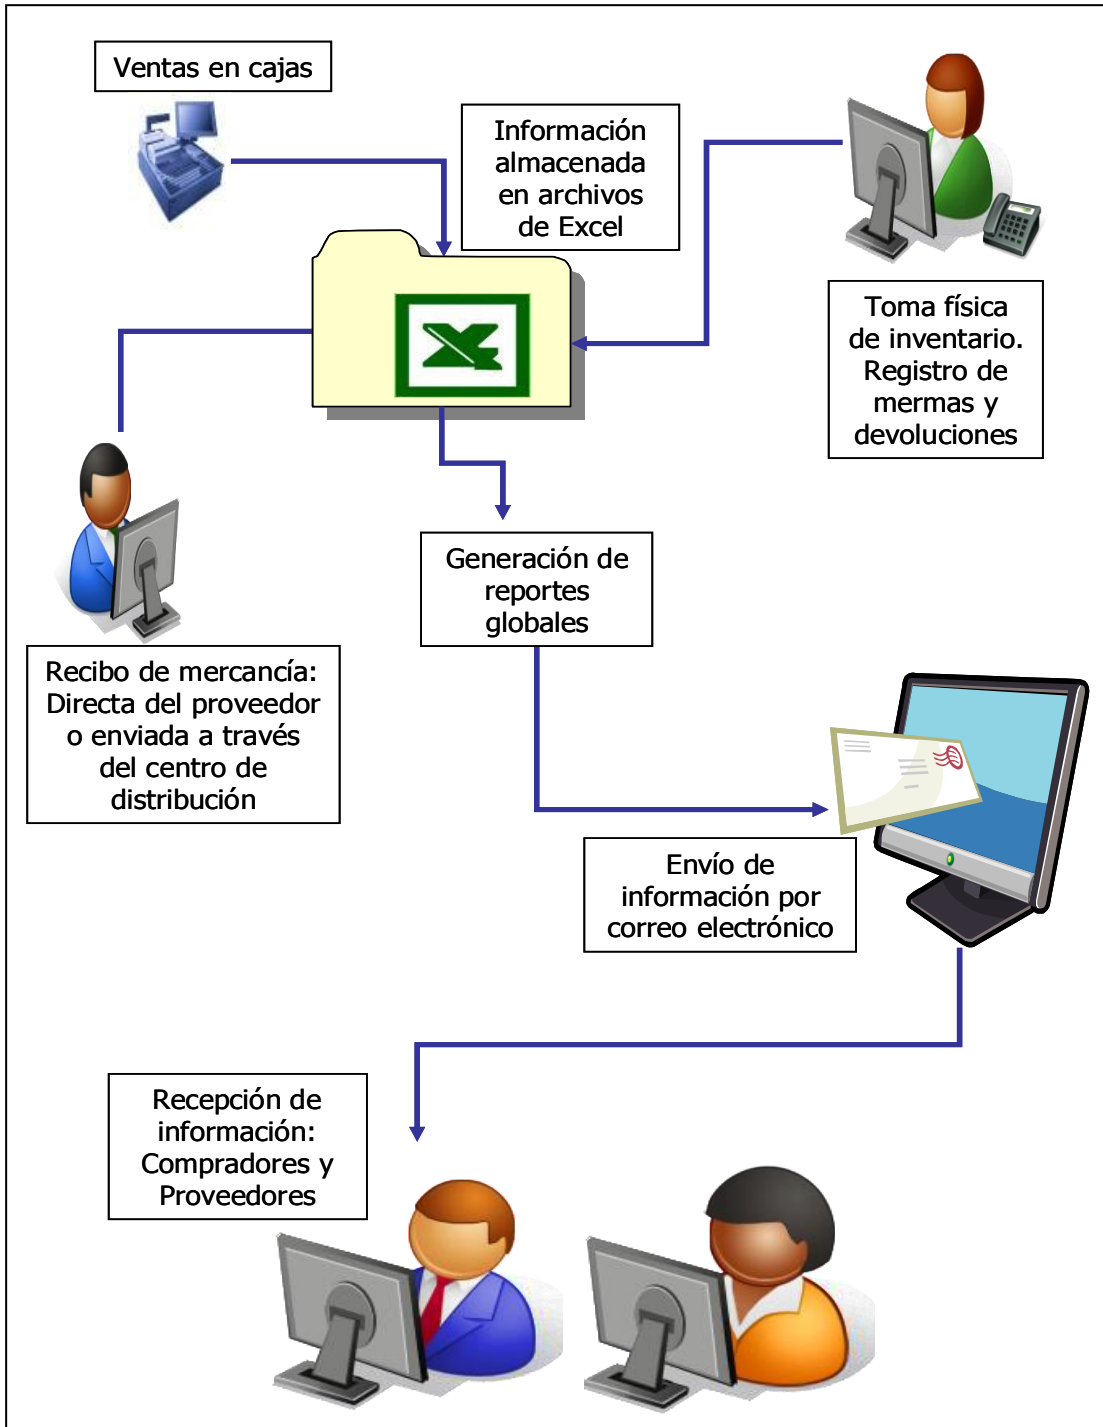 Ventas en cajas
Información
almacenada
en archivos
de Excel
Toma física
de inventario.
Registro de
mermas y
devoluciones
Generación de
reportes
globales
Recibo de mercancía:
Directa del proveedor
o enviada a través
del centro de
distribución
Envío de
información por
correo electrónico
Recepción de
información:
Compradores y
Proveedores